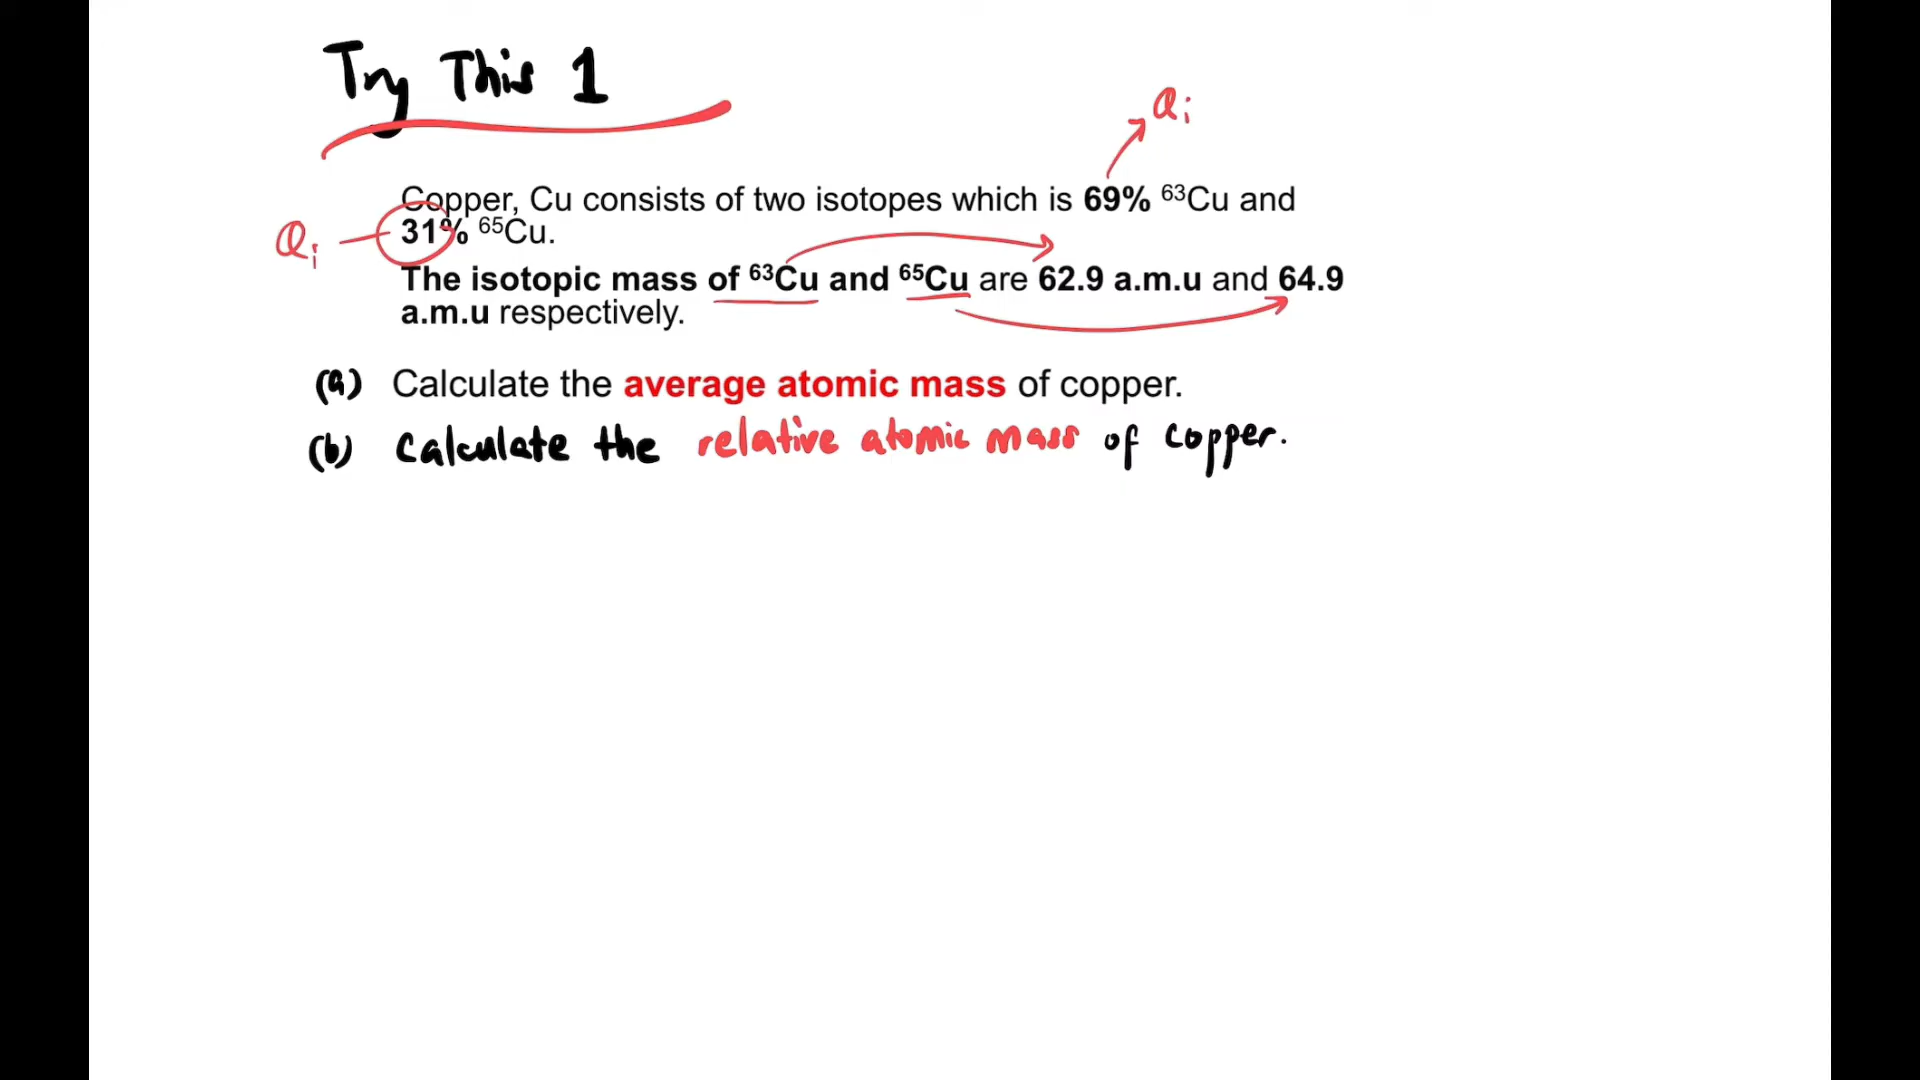 Try This 1
Qi
Copper, Cu consists of two isotopes which is 69% ⁶³Cu and
Qi
31% ⁶⁵Cu.
The isotopic mass of ⁶³Cu and ⁶⁵Cu are 62.9 a.m.u and 64.9
a.m.u respectively.
(a) Calculate the average atomic mass of copper.
(b) Calculate the relative atomic mass of copper.